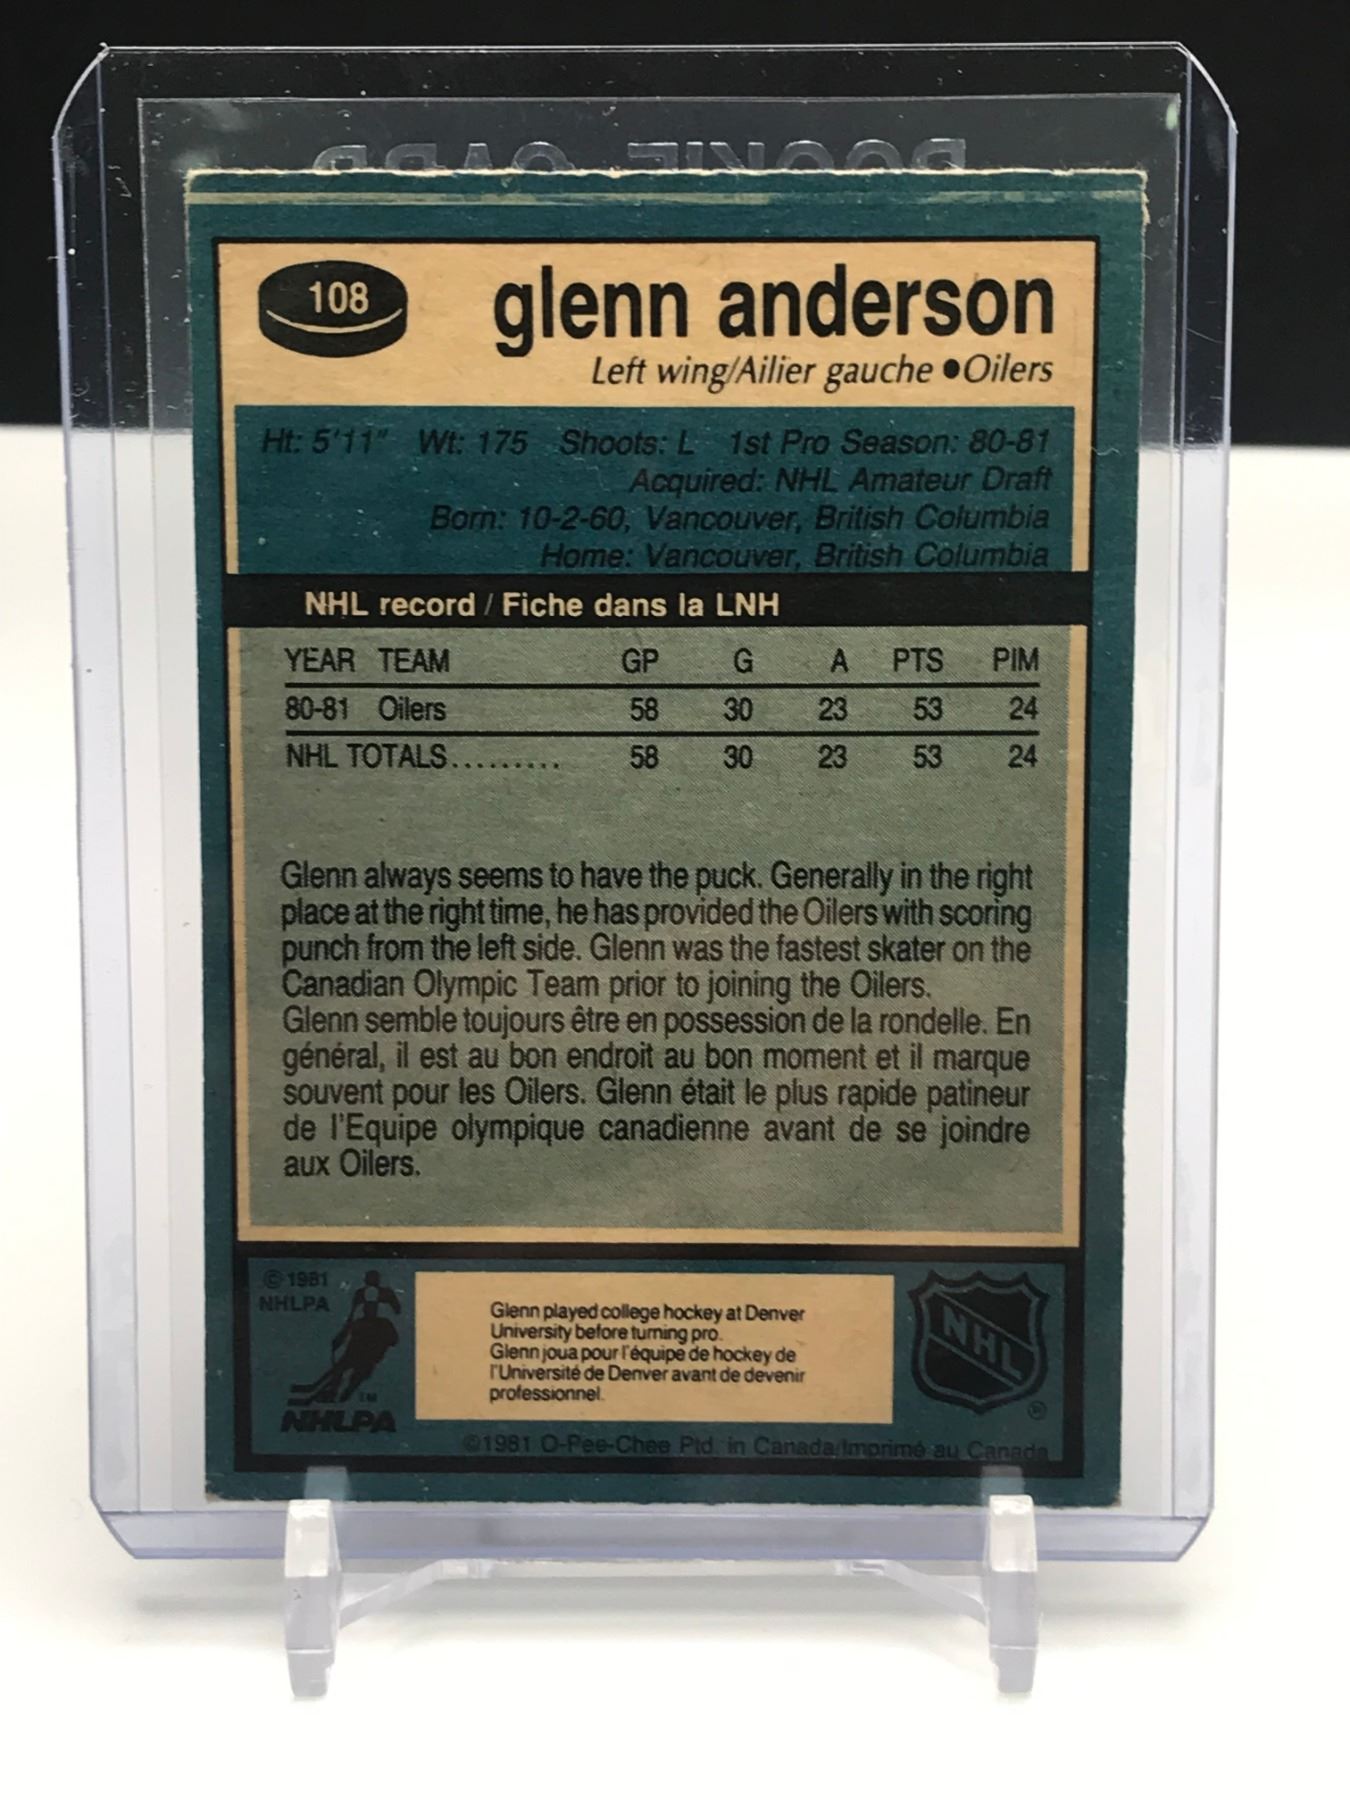 ROOKIE CARD
108
glenn anderson
Left wing/Ailier gauche ●Oilers
Ht: 5'11" Wt: 175 Shoots: L 1st Pro Season: 80-81
Acquired: NHL Amateur Draft
Born: 10-2-60, Vancouver, British Columbia
Home: Vancouver, British Columbia
NHL record / Fiche dans la LNH
YEAR TEAM GP G A PTS PIM
80-81 Oilers 58 30 23 53 24
NHL TOTALS......... 58 30 23 53 24
Glenn always seems to have the puck. Generally in the right
place at the right time, he has provided the Oilers with scoring
punch from the left side. Glenn was the fastest skater on the
Canadian Olympic Team prior to joining the Oilers.
Glenn semble toujours être en possession de la rondelle. En
général, il est au bon endroit au bon moment et il marque
souvent pour les Oilers. Glenn était le plus rapide patineur
de l'Equipe olympique canadienne avant de se joindre
aux Oilers.
© 1981
NHLPA
TM
NHLPA
Glenn played college hockey at Denver
University before turning pro.
Glenn joua pour l'équipe de hockey de
l'Université de Denver avant de devenir
professionnel.
NHL
®
©1981 O-Pee-Chee Ptd. in Canada/Imprimé au Canada